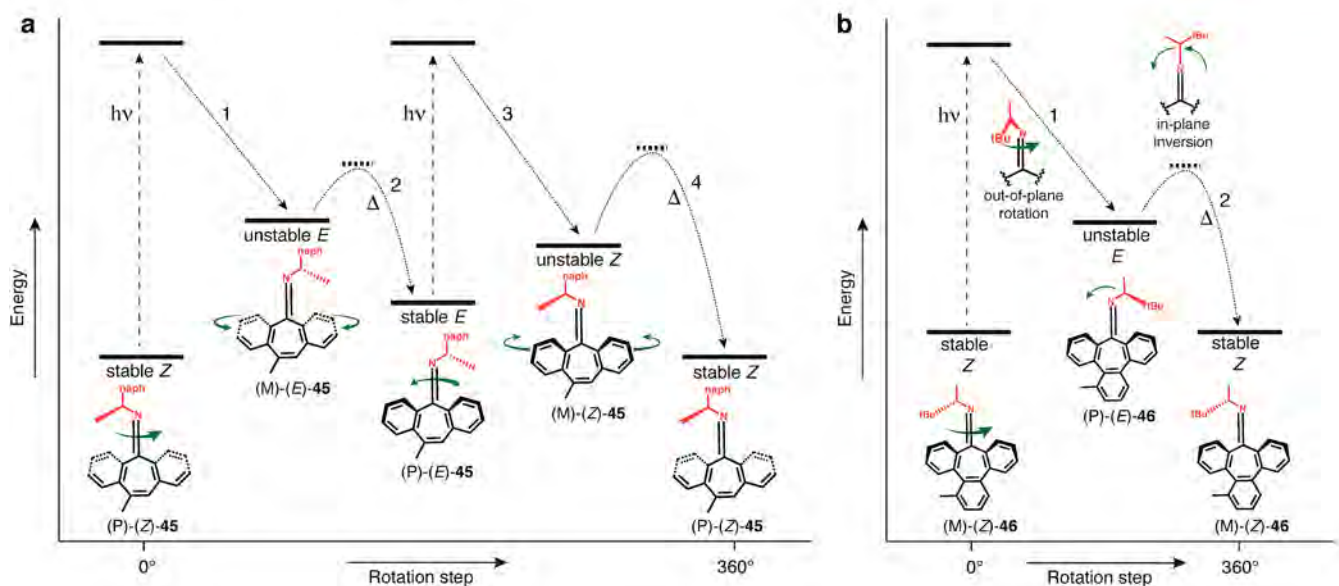 a
Energy
hν
1
2
Δ
hν
3
4
Δ
unstable E
naph
N
(M)-(E)-45
stable E
naph
N
(P)-(E)-45
unstable Z
naph
N
(M)-(Z)-45
stable Z
naph
N
(P)-(Z)-45
stable Z
naph
N
(P)-(Z)-45
0°
Rotation step
360°
b
Energy
hν
1
tBu
N
out-of-plane
rotation
tBu
N
in-plane
inversion
2
Δ
unstable
E
N
tBu
(P)-(E)-46
stable
Z
tBu
N
(M)-(Z)-46
stable
Z
tBu
N
(M)-(Z)-46
0°
Rotation step
360°